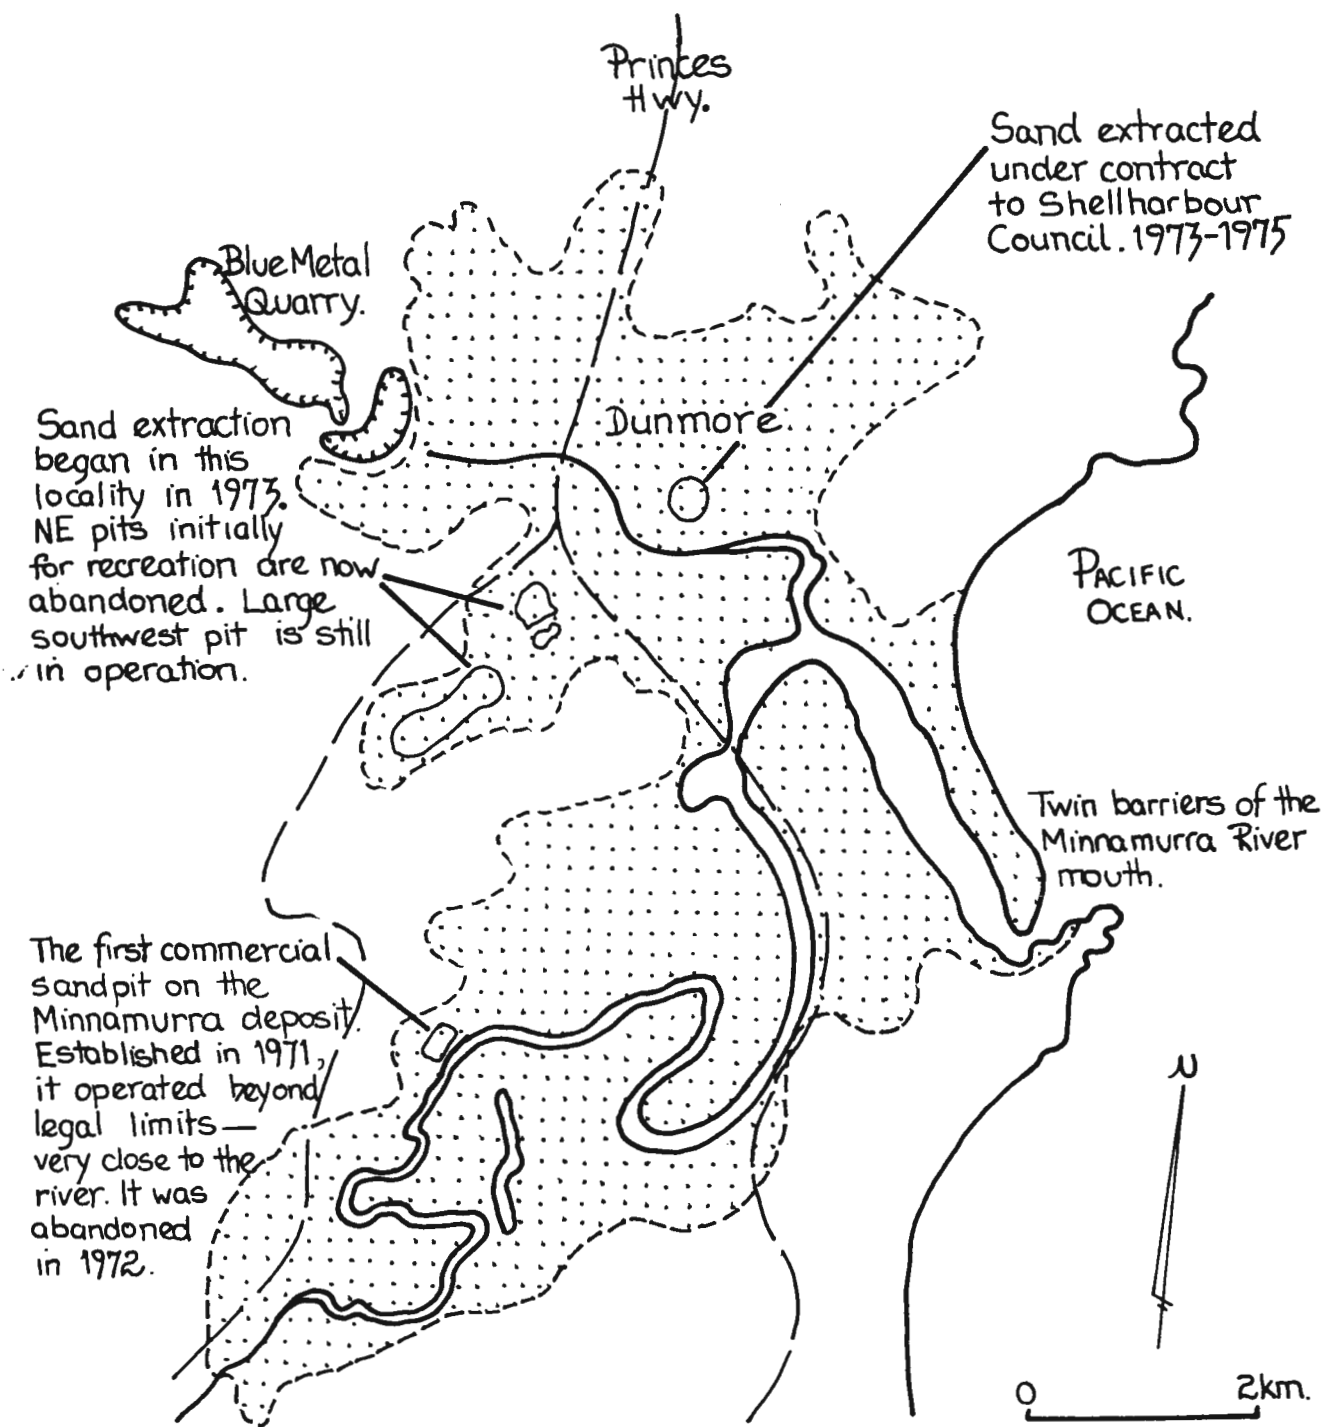 Princes
Hwy.
Sand extracted
under contract
to Shellharbour
Council. 1973-1975
Blue Metal
Quarry.
Sand extraction
began in this
locality in 1973.
NE pits initially
for recreation are now
abandoned. Large
southwest pit is still
in operation.
Dunmore
PACIFIC
OCEAN.
Twin barriers of the
Minnamurra River
mouth.
The first commercial
sandpit on the
Minnamurra deposit.
Established in 1971,
it operated beyond
legal limits—
very close to the
river. It was
abandoned
in 1972.
N
0 2km.